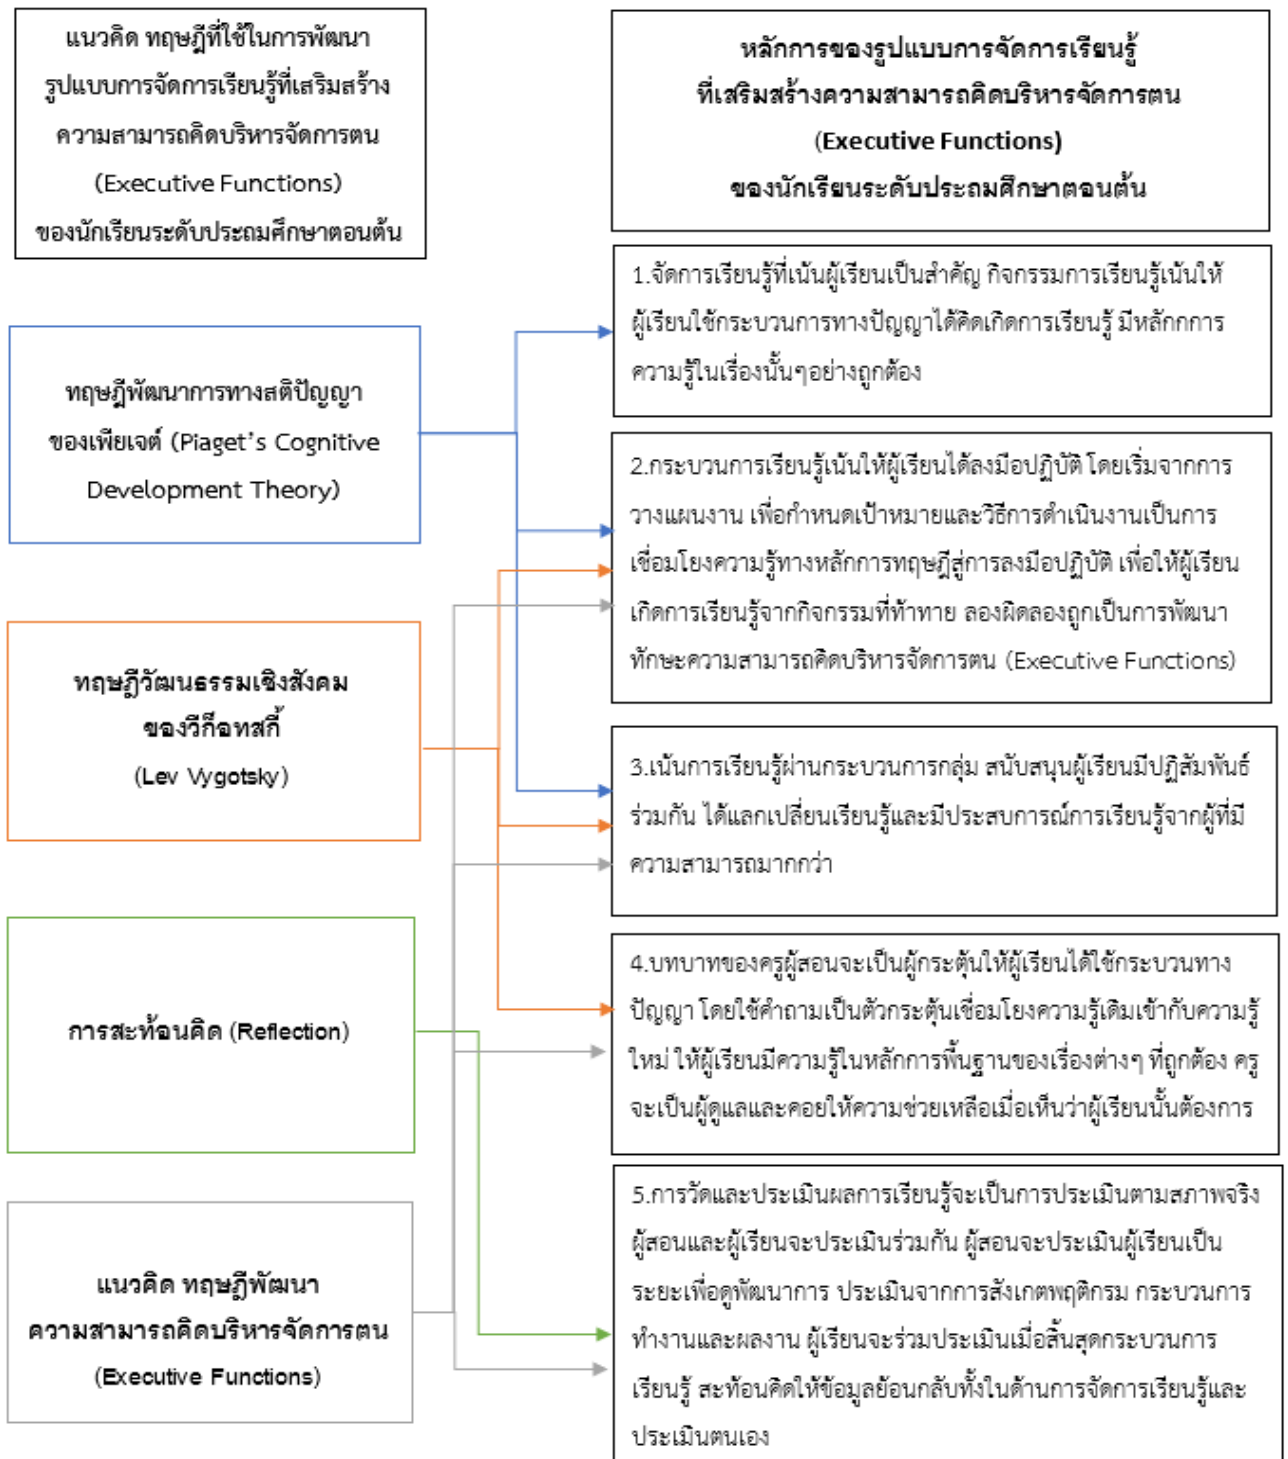 แนวคิด ทฤษฎีที่ใช้ในการพัฒนา
รูปแบบการจัดการเรียนรู้ที่เสริมสร้าง
ความสามารถคิดบริหารจัดการตน
(Executive Functions)
ของนักเรียนระดับประถมศึกษาตอนต้น
หลักการของรูปแบบการจัดการเรียนรู้
ที่เสริมสร้างความสามารถคิดบริหารจัดการตน
(Executive Functions)
ของนักเรียนระดับประถมศึกษาตอนต้น
ทฤษฎีพัฒนาการทางสติปัญญา
ของเพียเจต์ (Piaget's Cognitive
Development Theory)
ทฤษฎีวัฒนธรรมเชิงสังคม
ของวีก็อทสกี้
(Lev Vygotsky)
การสะท้อนคิด (Reflection)
แนวคิด ทฤษฎีพัฒนา
ความสามารถคิดบริหารจัดการตน
(Executive Functions)
1.จัดการเรียนรู้ที่เน้นผู้เรียนเป็นสำคัญ กิจกรรมการเรียนรู้เน้นให้
ผู้เรียนใช้กระบวนการทางปัญญาได้คิดเกิดการเรียนรู้ มีหลักกการ
ความรู้ในเรื่องนั้นๆอย่างถูกต้อง
2.กระบวนการเรียนรู้เน้นให้ผู้เรียนได้ลงมือปฏิบัติ โดยเริ่มจากการ
วางแผนงาน เพื่อกำหนดเป้าหมายและวิธีการดำเนินงานเป็นการ
เชื่อมโยงความรู้ทางหลักการทฤษฎีสู่การลงมือปฏิบัติ เพื่อให้ผู้เรียน
เกิดการเรียนรู้จากกิจกรรมที่ท้าทาย ลองผิดลองถูกเป็นการพัฒนา
ทักษะความสามารถคิดบริหารจัดการตน (Executive Functions)
3.เน้นการเรียนรู้ผ่านกระบวนการกลุ่ม สนับสนุนผู้เรียนมีปฏิสัมพันธ์
ร่วมกัน ได้แลกเปลี่ยนเรียนรู้และมีประสบการณ์การเรียนรู้จากผู้ที่มี
ความสามารถมากกว่า
4.บทบาทของครูผู้สอนจะเป็นผู้กระตุ้นให้ผู้เรียนได้ใช้กระบวนทาง
ปัญญา โดยใช้คำถามเป็นตัวกระตุ้นเชื่อมโยงความรู้เดิมเข้ากับความรู้
ใหม่ ให้ผู้เรียนมีความรู้ในหลักการพื้นฐานของเรื่องต่างๆ ที่ถูกต้อง ครู
จะเป็นผู้ดูแลและคอยให้ความช่วยเหลือเมื่อเห็นว่าผู้เรียนนั้นต้องการ
5.การวัดและประเมินผลการเรียนรู้จะเป็นการประเมินตามสภาพจริง
ผู้สอนและผู้เรียนจะประเมินร่วมกัน ผู้สอนจะประเมินผู้เรียนเป็น
ระยะเพื่อดูพัฒนาการ ประเมินจากการสังเกตพฤติกรม กระบวนการ
ทำงานและผลงาน ผู้เรียนจะร่วมประเมินเมื่อสิ้นสุดกระบวนการ
เรียนรู้ สะท้อนคิดให้ข้อมูลย้อนกลับทั้งในด้านการจัดการเรียนรู้และ
ประเมินตนเอง